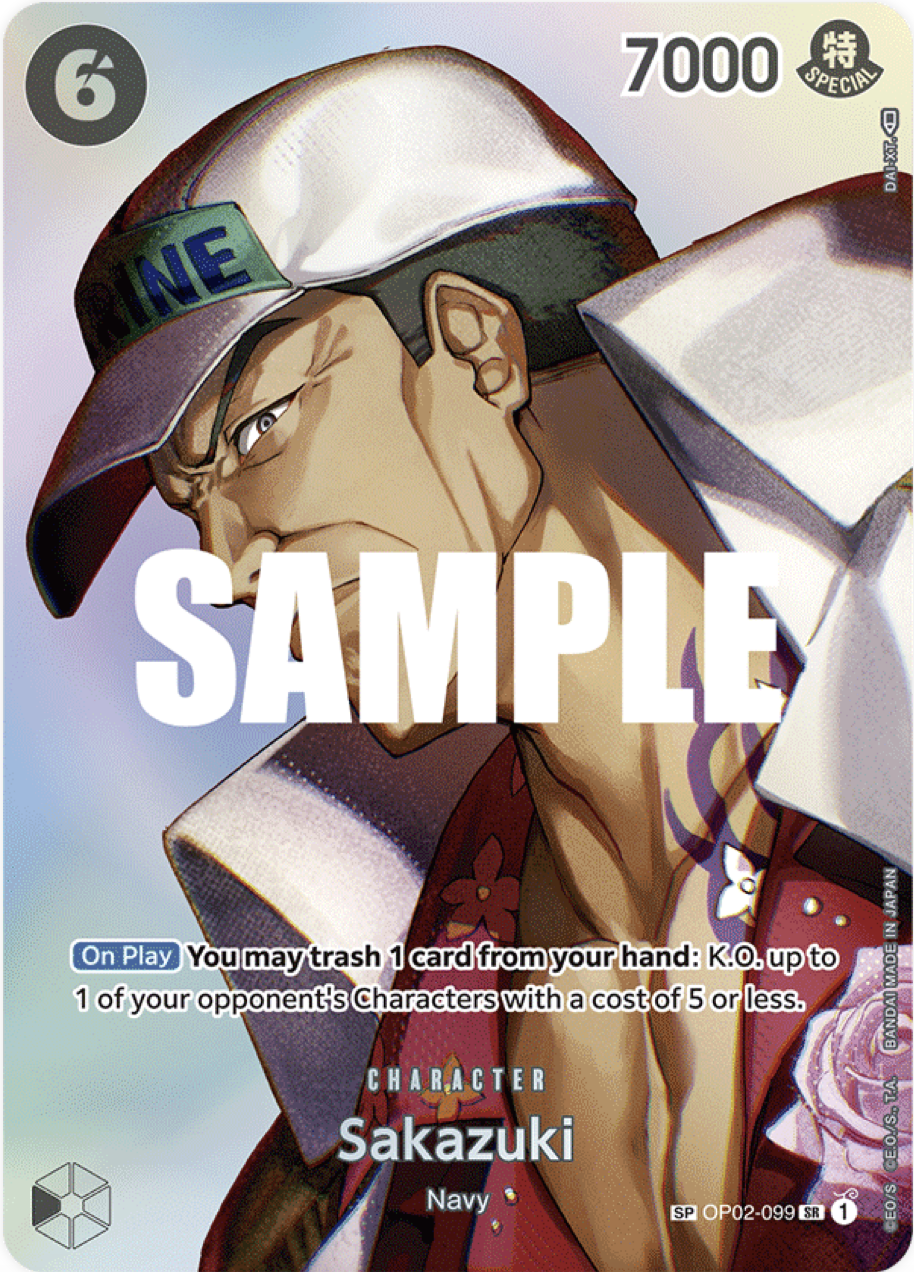 6
7000
特
SPECIAL
DAI-XT.
RINE
SAMPLE
On Play You may trash 1 card from your hand: K.O. up to
1 of your opponent's Characters with a cost of 5 or less.
CHARACTER
Sakazuki
Navy
SP OP02-099 SR 1
©EO/S ©E.O./S., T.A. BANDAI MADE IN JAPAN